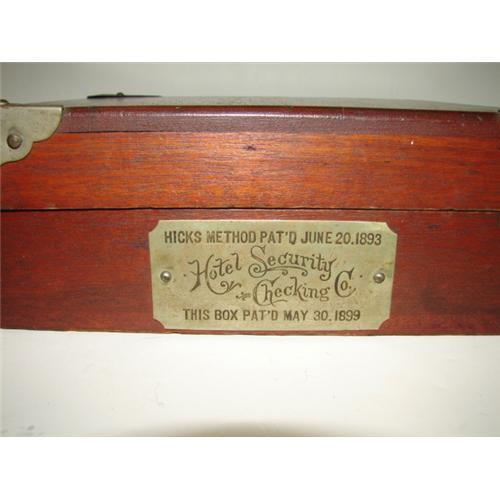 HICKS METHOD PAT'D JUNE 20.1893
Hotel Security
Checking Co.
THIS BOX PAT'D MAY 30.1899